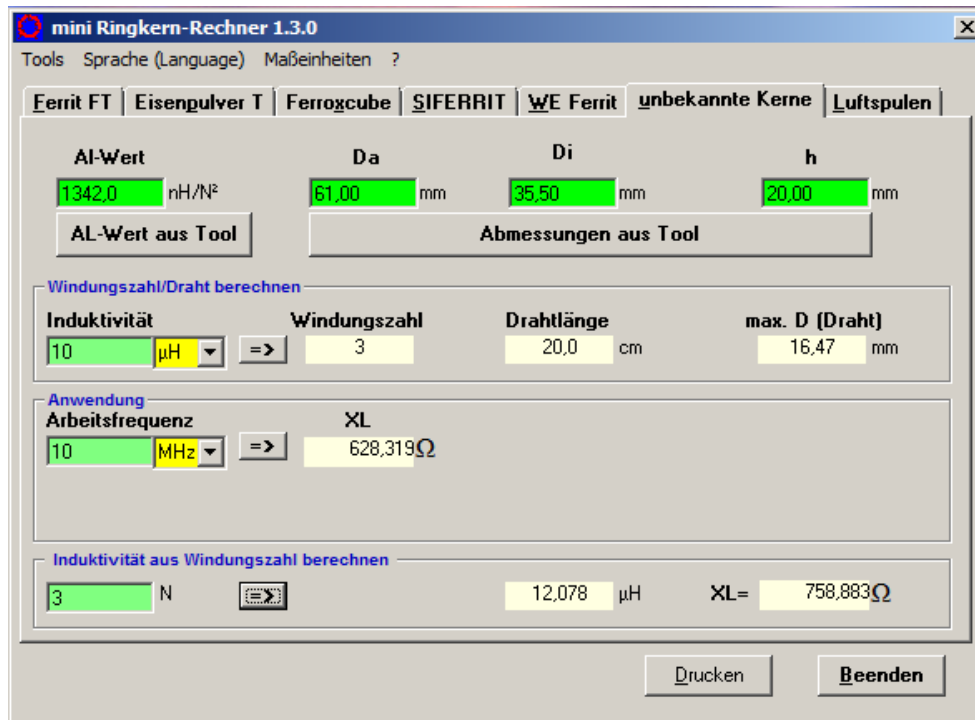 mini Ringkern-Rechner 1.3.0
Tools Sprache (Language) Maßeinheiten ?
Ferrit FT Eisenpulver T Ferroxcube SIFERRIT WE Ferrit unbekannte Kerne Luftspulen
Al-Wert Da Di h
1342,0 nH/N² 61,00 mm 35,50 mm 20,00 mm
AL-Wert aus Tool Abmessungen aus Tool
Windungszahl/Draht berechnen
Induktivität Windungszahl Drahtlänge max. D (Draht)
10 µH => 3 20,0 cm 16,47 mm
Anwendung
Arbeitsfrequenz XL
10 MHz => 628,319Ω
Induktivität aus Windungszahl berechnen
3 N => 12,078 µH XL= 758,883Ω
Drucken Beenden